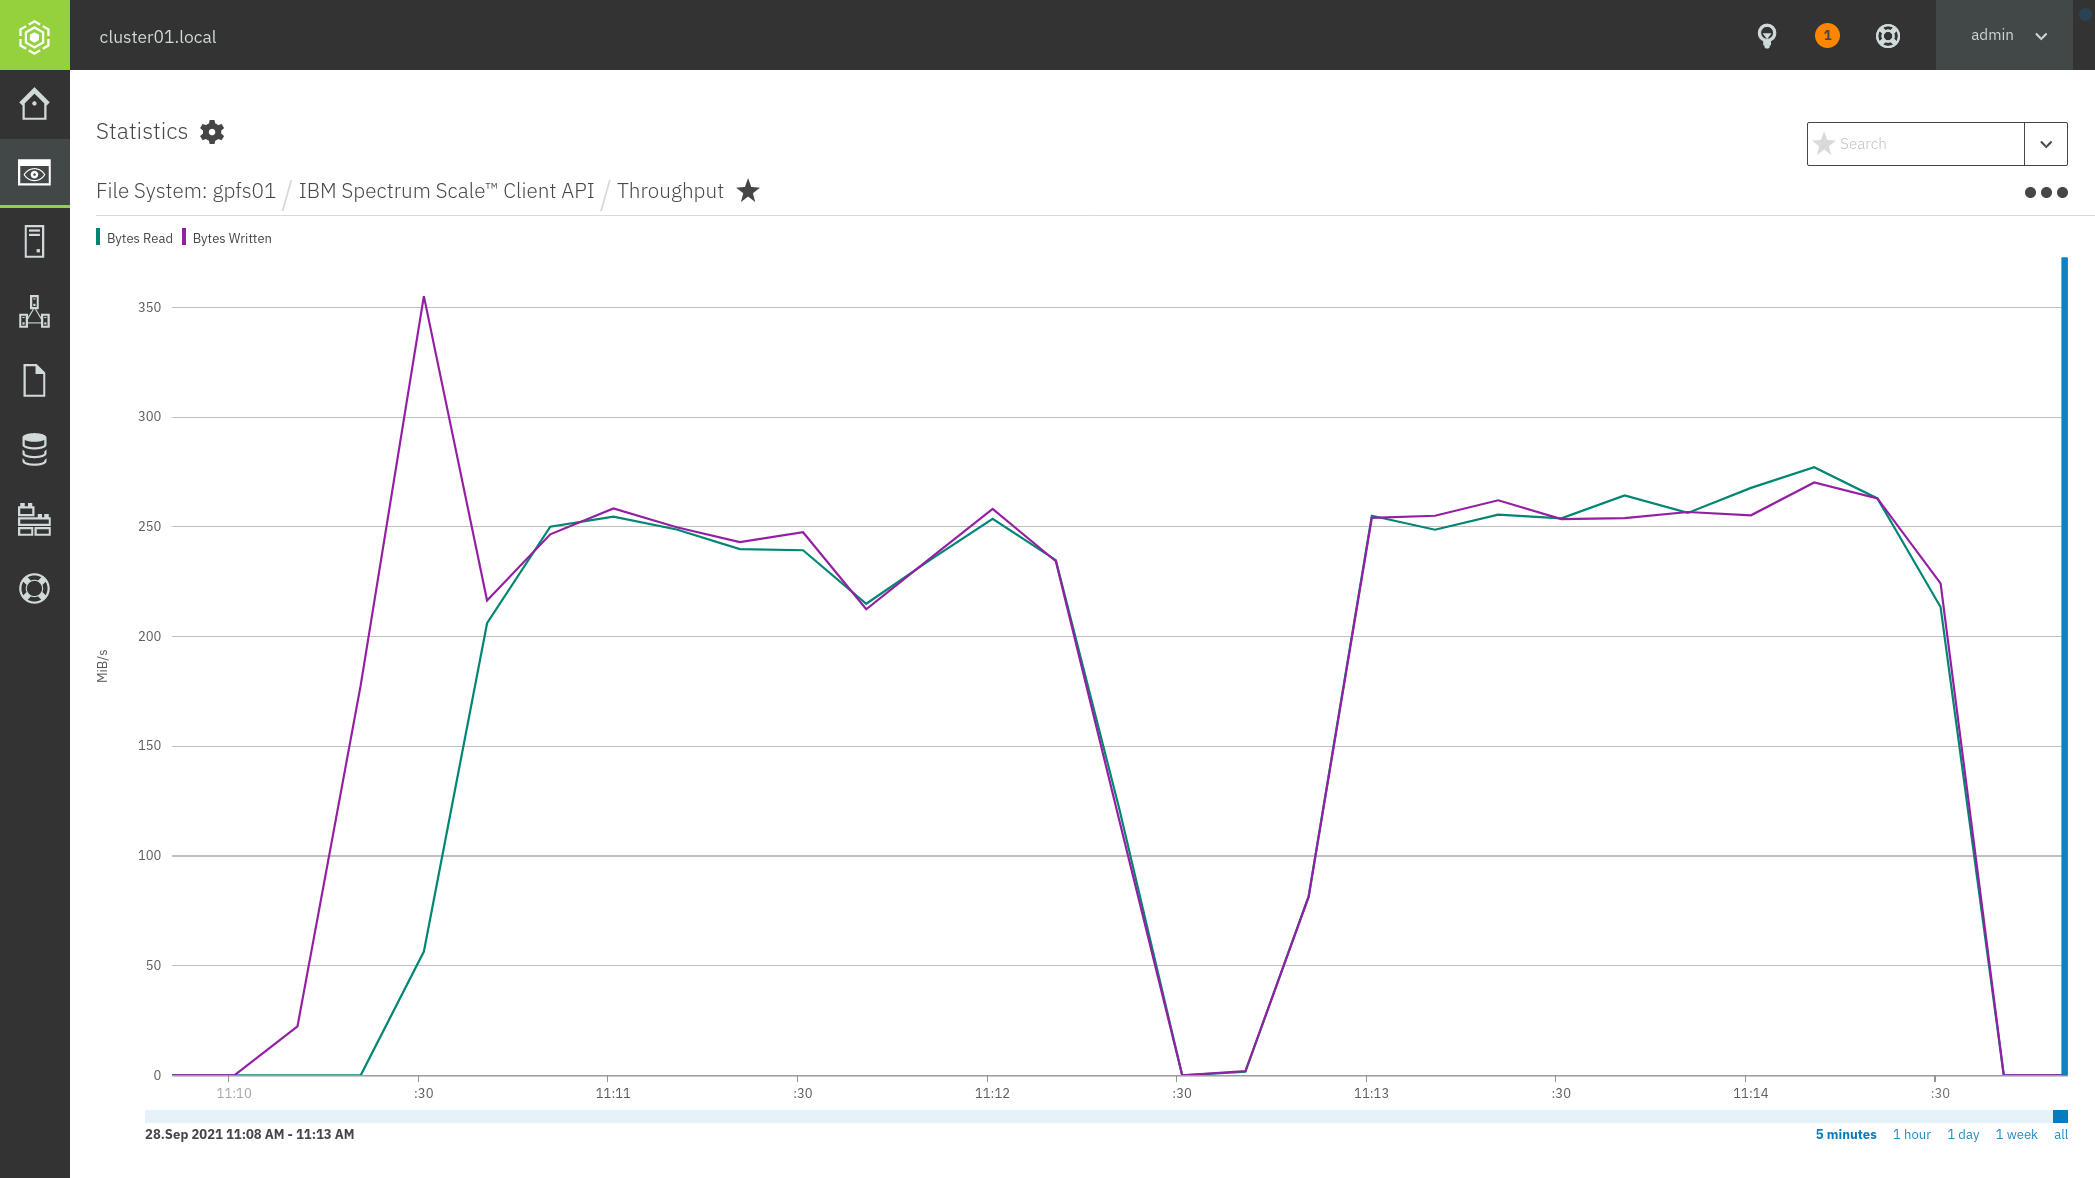 cluster01.local
1
admin
Statistics
Search
File System: gpfs01 / IBM Spectrum Scale™ Client API / Throughput
Bytes Read Bytes Written
350
300
250
200
MiB/s
150
100
50
0
11:10 :30 11:11 :30 11:12 :30 11:13 :30 11:14 :30
28.Sep 2021 11:08 AM - 11:13 AM
5 minutes 1 hour 1 day 1 week all